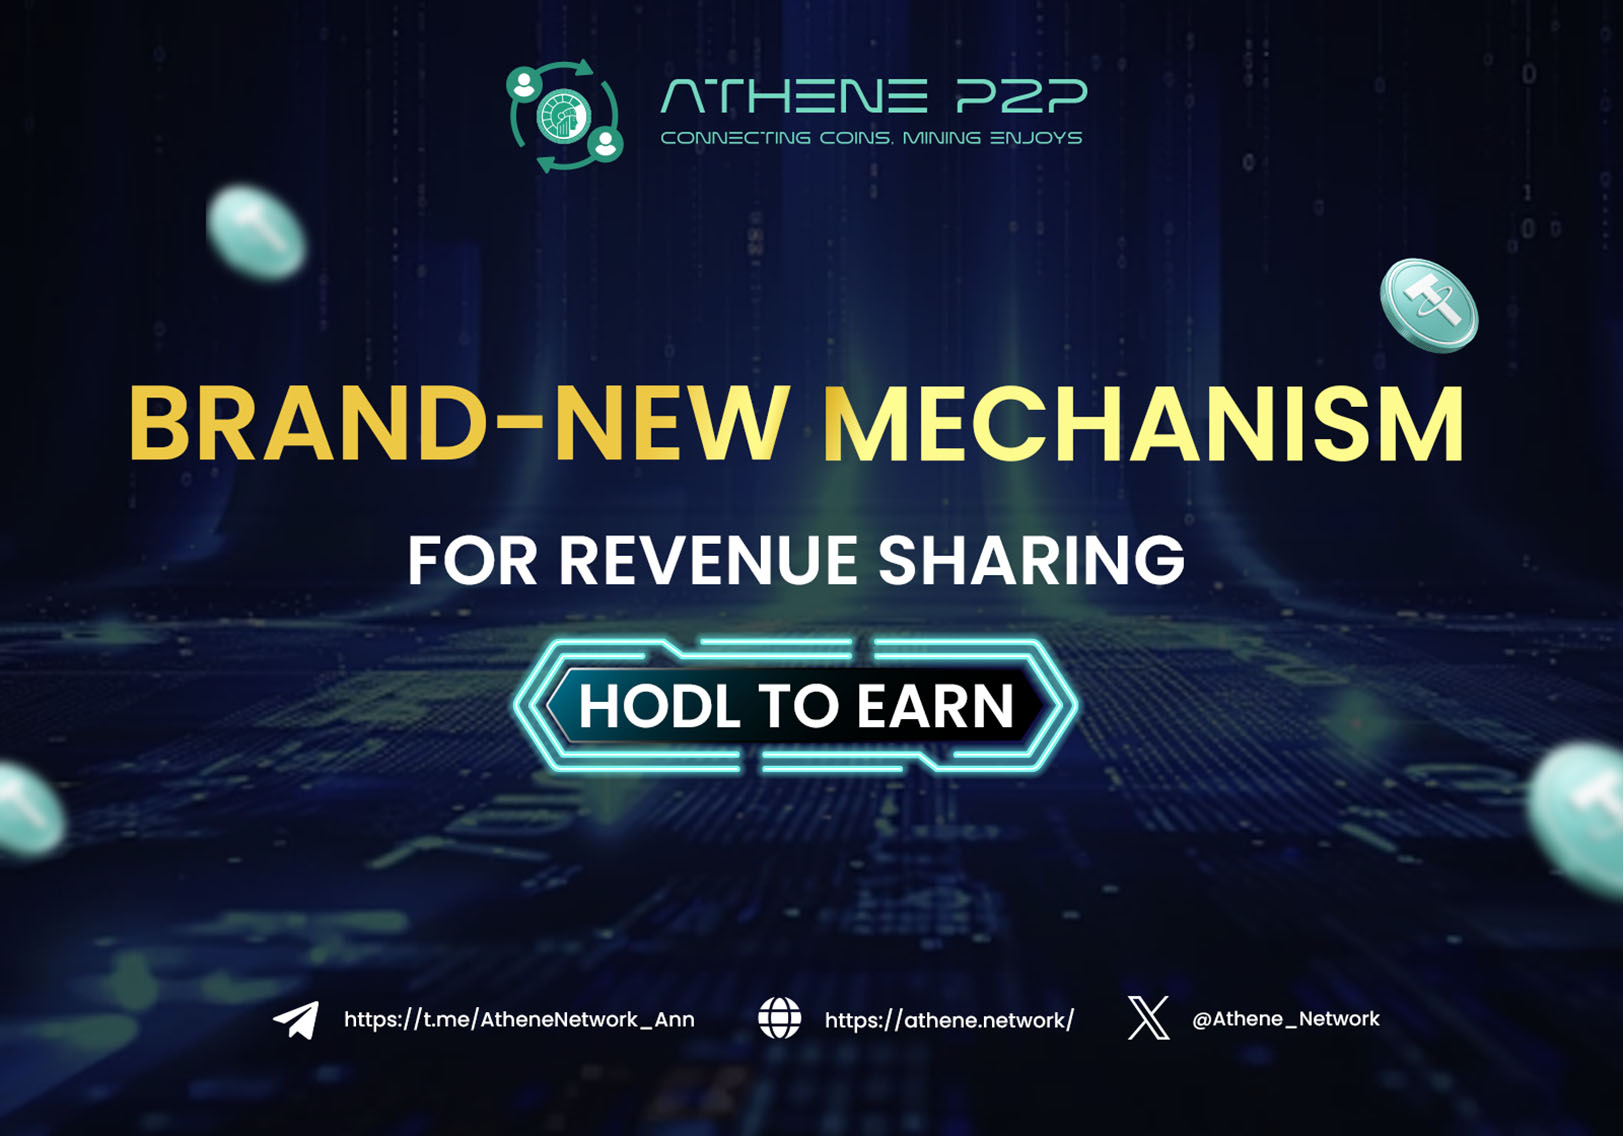 ATHENE P2P
CONNECTING COINS, MINING ENJOYS
BRAND-NEW MECHANISM
FOR REVENUE SHARING
HODL TO EARN
https://t.me/AtheneNetwork_Ann
https://athene.network/
@Athene_Network